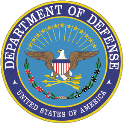 DEPARTMENT OF DEFENSE
UNITED STATES OF AMERICA